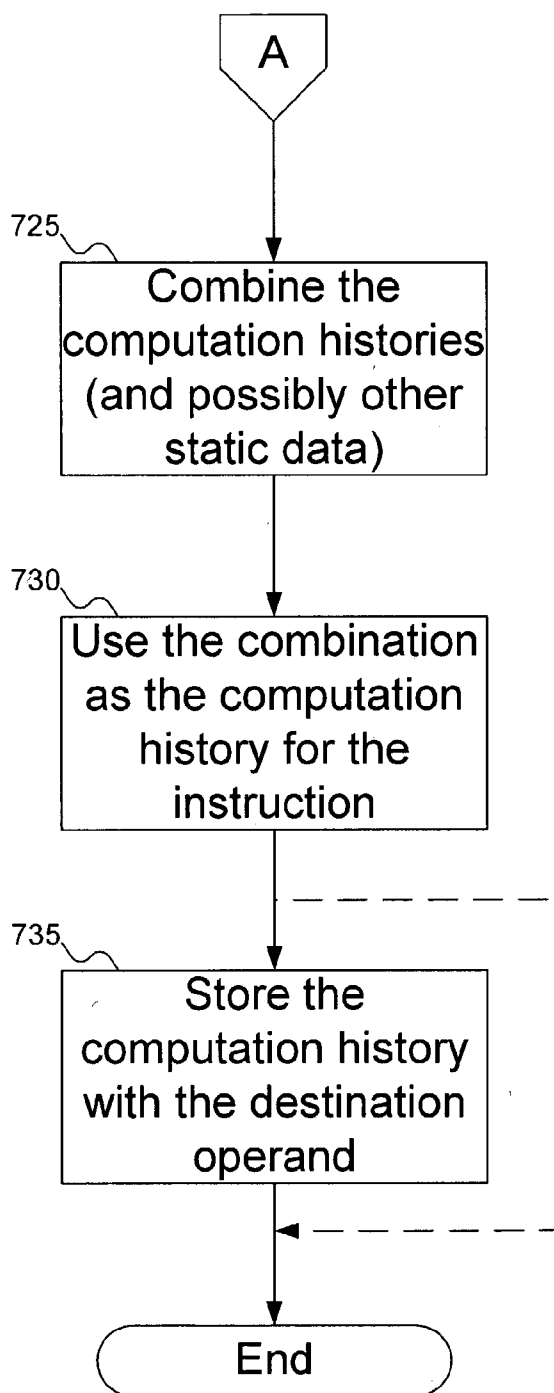 A
725
Combine the
computation histories
(and possibly other
static data)
730
Use the combination
as the computation
history for the
instruction
735
Store the
computation history
with the destination
operand
End